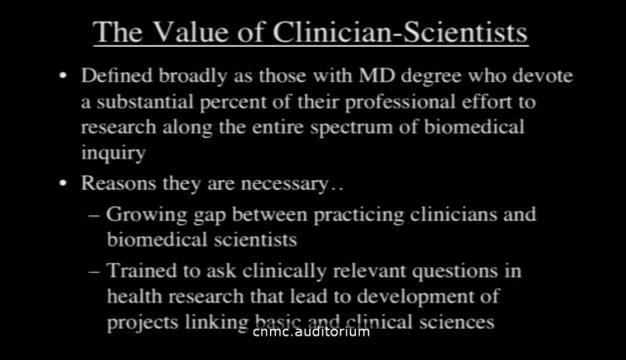 The Value of Clinician-Scientists
• Defined broadly as those with MD degree who devote
a substantial percent of their professional effort to
research along the entire spectrum of biomedical
inquiry
• Reasons they are necessary..
– Growing gap between practicing clinicians and
biomedical scientists
– Trained to ask clinically relevant questions in
health research that lead to development of
projects linking basic and clinical sciences
cnmc.auditorium